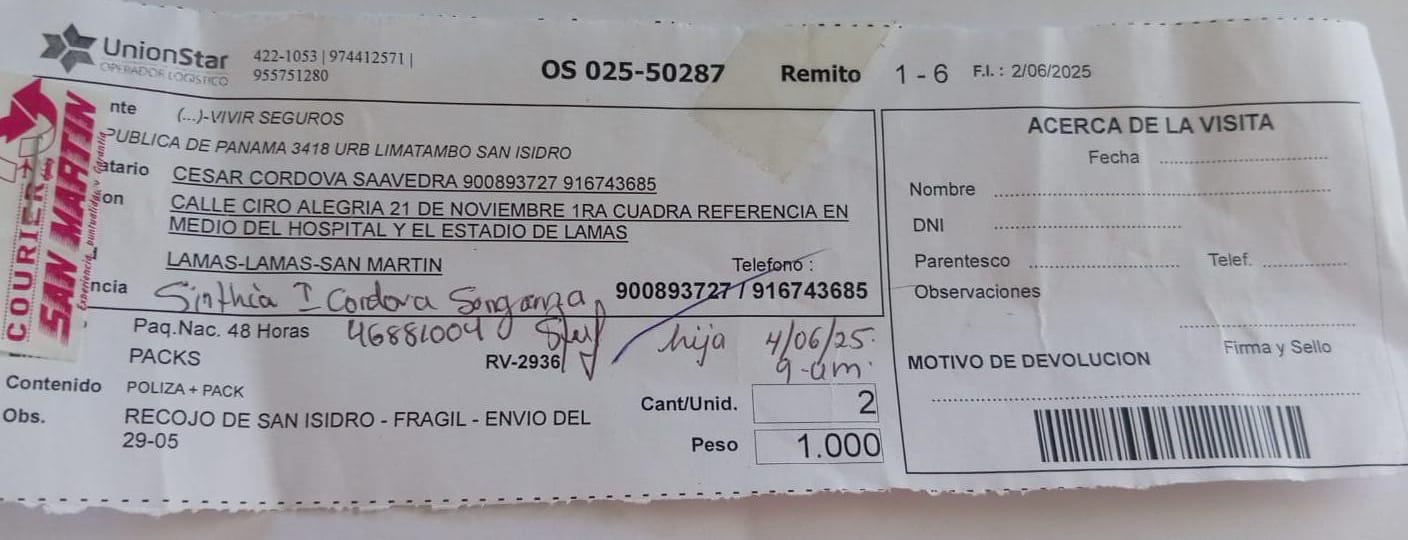 UnionStar
OPERADOR LOGISTICO
422-1053 | 974412571 |
955751280
OS 025-50287
Remito 1 - 6 F.I. : 2/06/2025
COURIER
SAN MARTIN
Experiencia, puntualidad y Garantía
nte (...)-VIVIR SEGUROS
PUBLICA DE PANAMA 3418 URB LIMATAMBO SAN ISIDRO
atario CESAR CORDOVA SAAVEDRA 900893727 916743685
on CALLE CIRO ALEGRIA 21 DE NOVIEMBRE 1RA CUADRA REFERENCIA EN
MEDIO DEL HOSPITAL Y EL ESTADIO DE LAMAS
LAMAS-LAMAS-SAN MARTIN
Telefono :
encia Sinthia I Cordova 900893727 / 916743685
Paq.Nac. 48 Horas 46881004 hija 4/06/25.
PACKS RV-2936 9-am.
Contenido POLIZA + PACK
Cant/Unid. 2
Obs. RECOJO DE SAN ISIDRO - FRAGIL - ENVIO DEL
29-05
Peso 1.000
ACERCA DE LA VISITA
Fecha
Nombre
DNI
Parentesco Telef.
Observaciones
Firma y Sello
MOTIVO DE DEVOLUCION